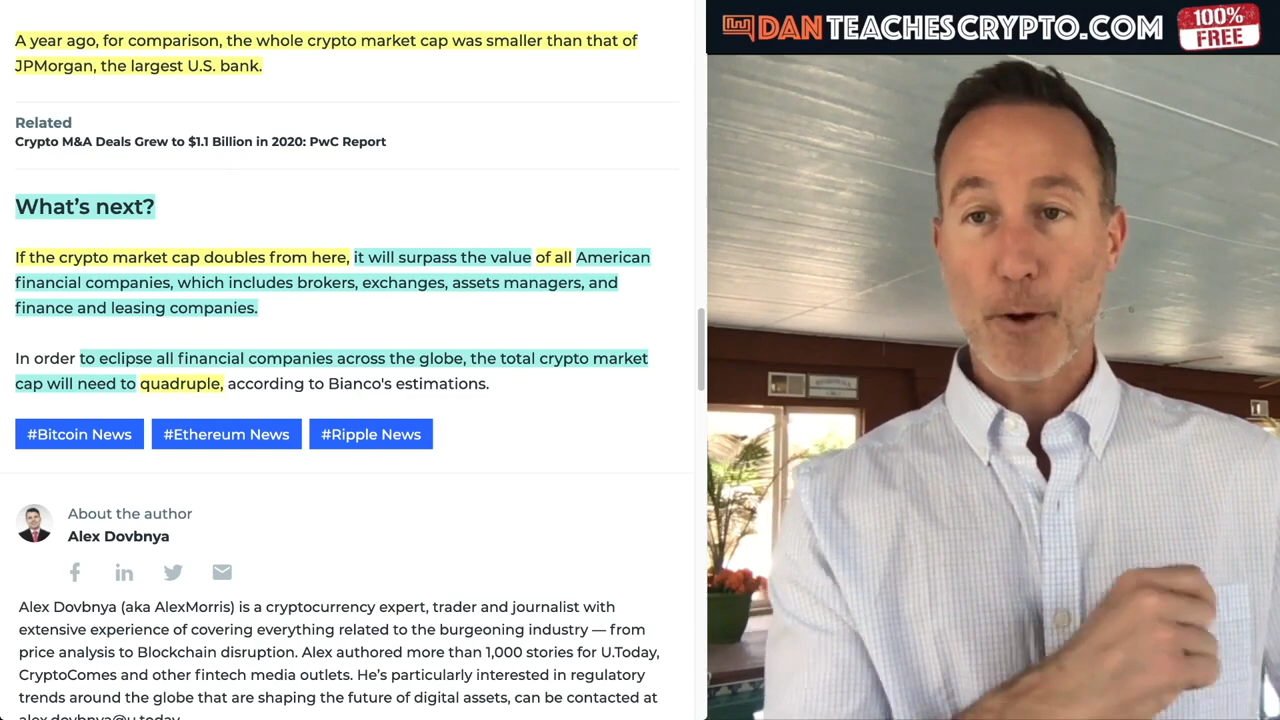 A year ago, for comparison, the whole crypto market cap was smaller than that of
JPMorgan, the largest U.S. bank.
Related
Crypto M&A Deals Grew to $1.1 Billion in 2020: PwC Report
What's next?
If the crypto market cap doubles from here, it will surpass the value of all American
financial companies, which includes brokers, exchanges, assets managers, and
finance and leasing companies.
In order to eclipse all financial companies across the globe, the total crypto market
cap will need to quadruple, according to Bianco's estimations.
#Bitcoin News #Ethereum News #Ripple News
About the author
Alex Dovbnya
Alex Dovbnya (aka AlexMorris) is a cryptocurrency expert, trader and journalist with
extensive experience of covering everything related to the burgeoning industry — from
price analysis to Blockchain disruption. Alex authored more than 1,000 stories for U.Today,
CryptoComes and other fintech media outlets. He's particularly interested in regulatory
trends around the globe that are shaping the future of digital assets, can be contacted at
alex.dovbnya@u.today.
DANTEACHESCRYPTO.COM
100%
FREE